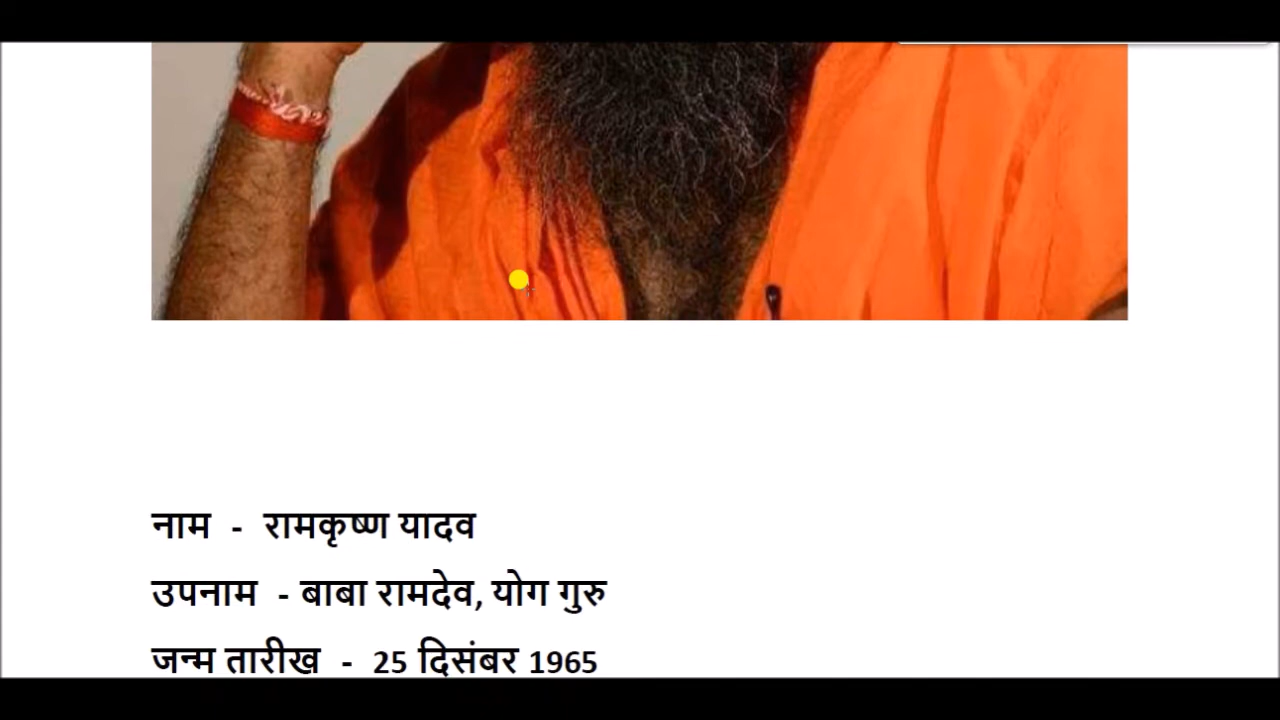 नाम - रामकृष्ण यादव
उपनाम - बाबा रामदेव, योग गुरु
जन्म तारीख - 25 दिसंबर 1965